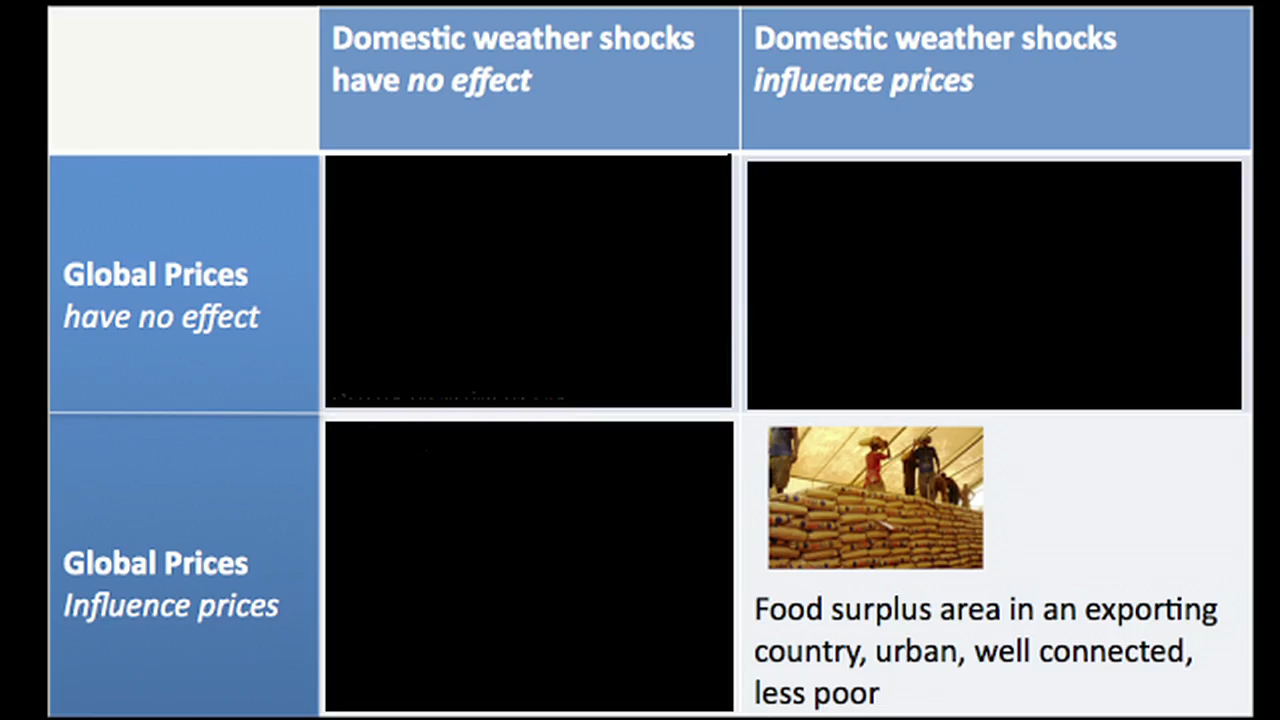 Domestic weather shocks
have no effect
Domestic weather shocks
influence prices
Global Prices
have no effect
Global Prices
Influence prices
Food surplus area in an exporting
country, urban, well connected,
less poor